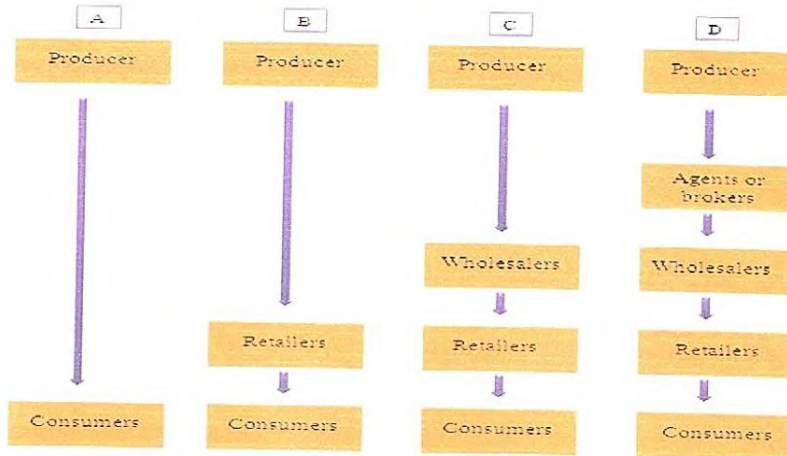 A
B
C
D
Producer
Producer
Producer
Producer
Agents or
brokers
Wholesalers
Wholesalers
Retailers
Retailers
Retailers
Consumers
Consumers
Consumers
Consumers